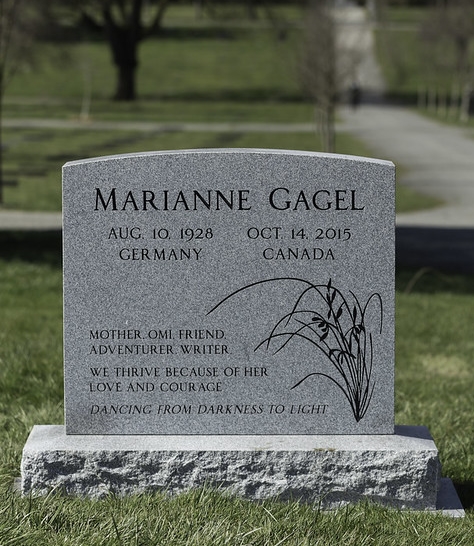 MARIANNE GAGEL
AUG. 10, 1928 OCT. 14, 2015
GERMANY CANADA
MOTHER. OMI. FRIEND.
ADVENTURER. WRITER.
WE THRIVE BECAUSE OF HER
LOVE AND COURAGE
DANCING FROM DARKNESS TO LIGHT